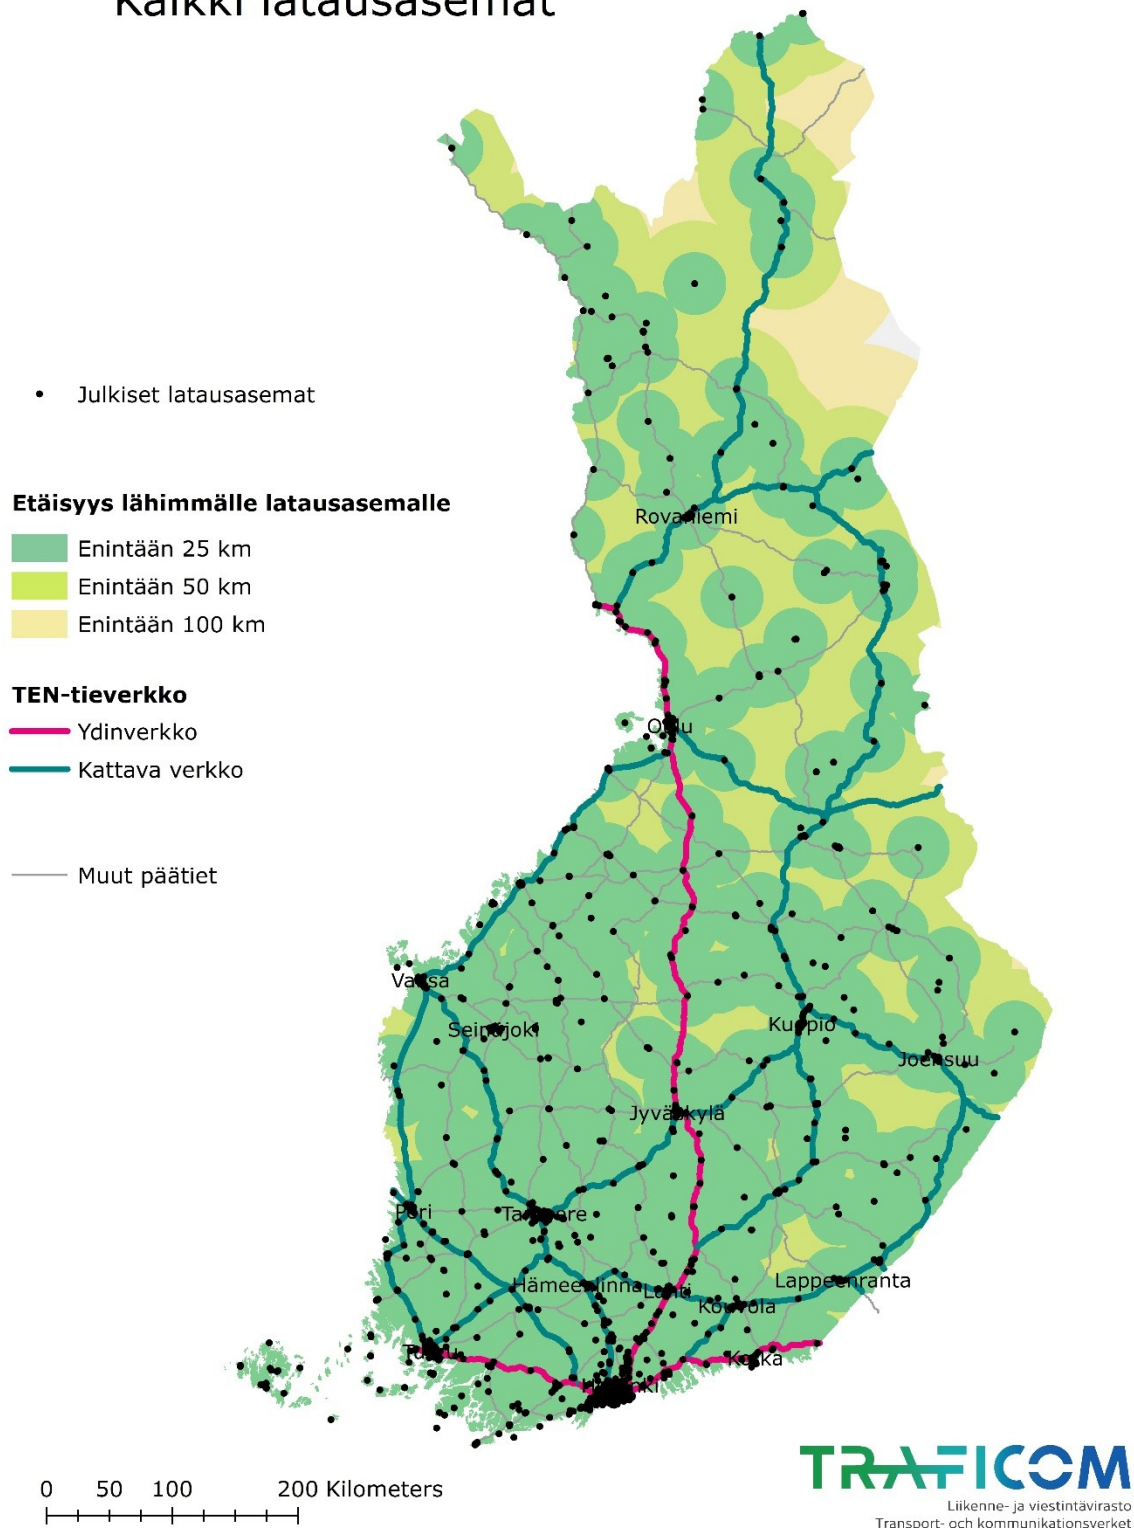 Kaikki latausasemat
Julkiset latausasemat
Etäisyys lähimmälle latausasemalle
Enintään 25 km
Enintään 50 km
Enintään 100 km
TEN-tieverkko
Ydinverkko
Kattava verkko
Muut päätiet
Rovaniemi
Oulu
Vaasa
Seinäjoki
Kuopio
Joensuu
Jyväskylä
Pori
Tampere
Hämeenlinna
Lahti
Lappeenranta
Kouvola
Turku
Kotka
Helsinki
0 50 100 200 Kilometers
TRAFICOM
Liikenne- ja viestintävirasto
Transport- och kommunikationsverket